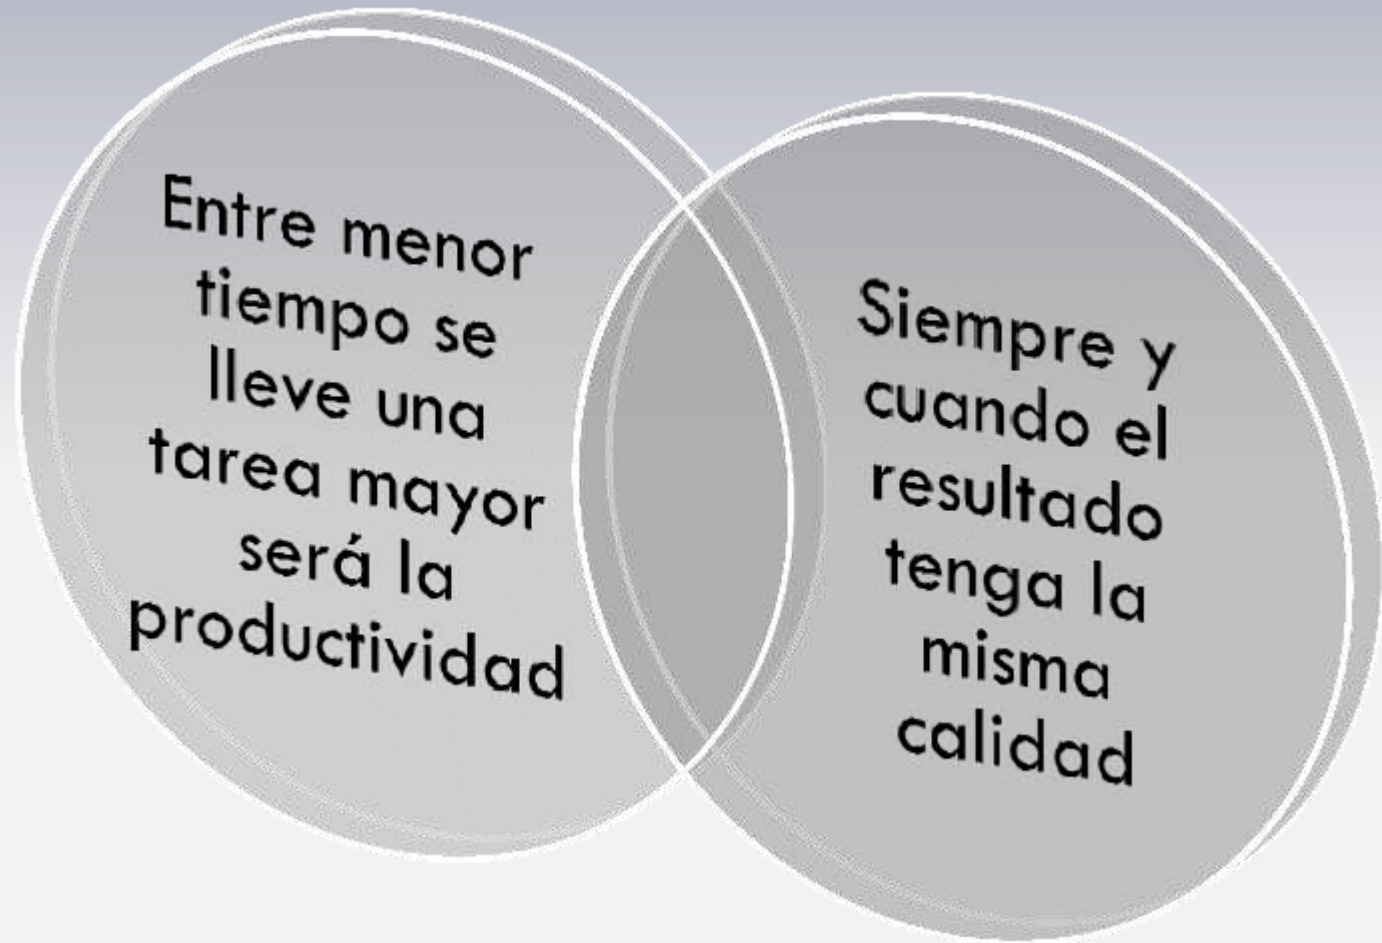 Entre menor
tiempo se
lleve una
tarea mayor
será la
productividad
Siempre y
cuando el
resultado
tenga la
misma
calidad